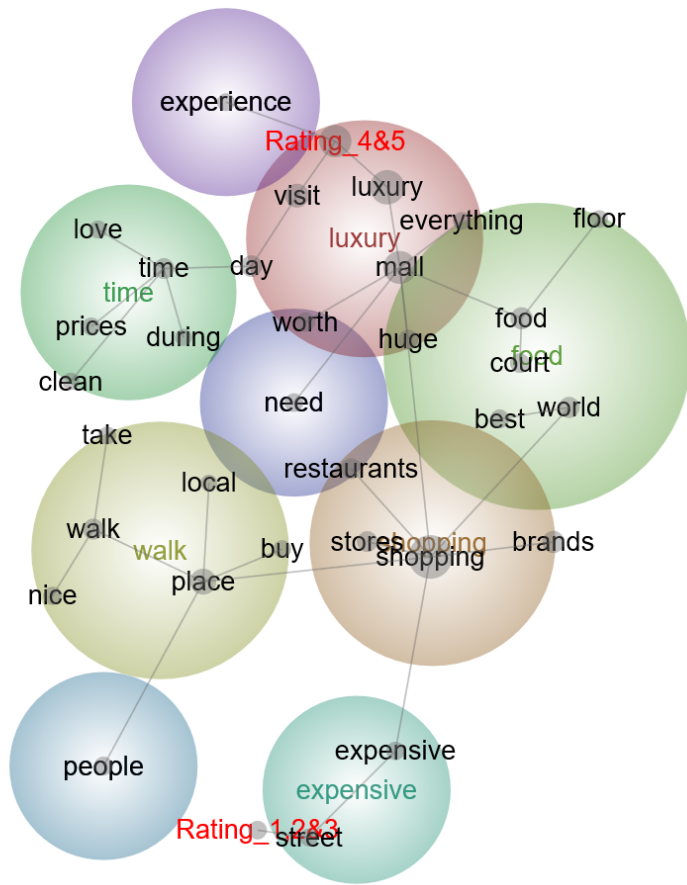 experience
Rating_4&5
visit
luxury
everything
floor
love
luxury
time
day
mall
time
prices
during
worth
huge
food
food
court
clean
need
best
world
take
restaurants
local
walk
walk
buy
stores
shopping
shopping
brands
nice
place
people
expensive
expensive
Rating_1,2&3
street